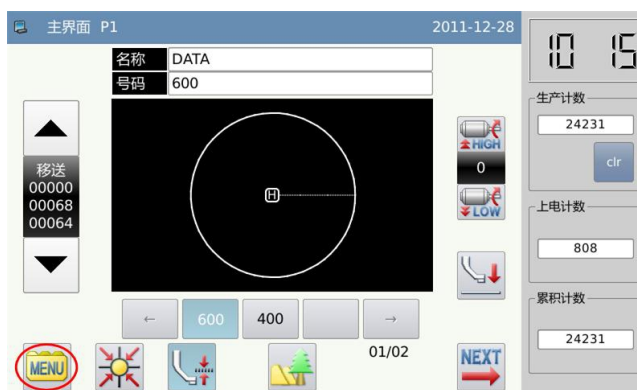 主界面 P1
2011-12-28
10 15
名称 DATA
号码 600
移送
00000
00068
00064
H
HIGH
0
LOW
← 600 400 →
01/02
MENU
NEXT
生产计数
24231
clr
上电计数
808
累积计数
24231